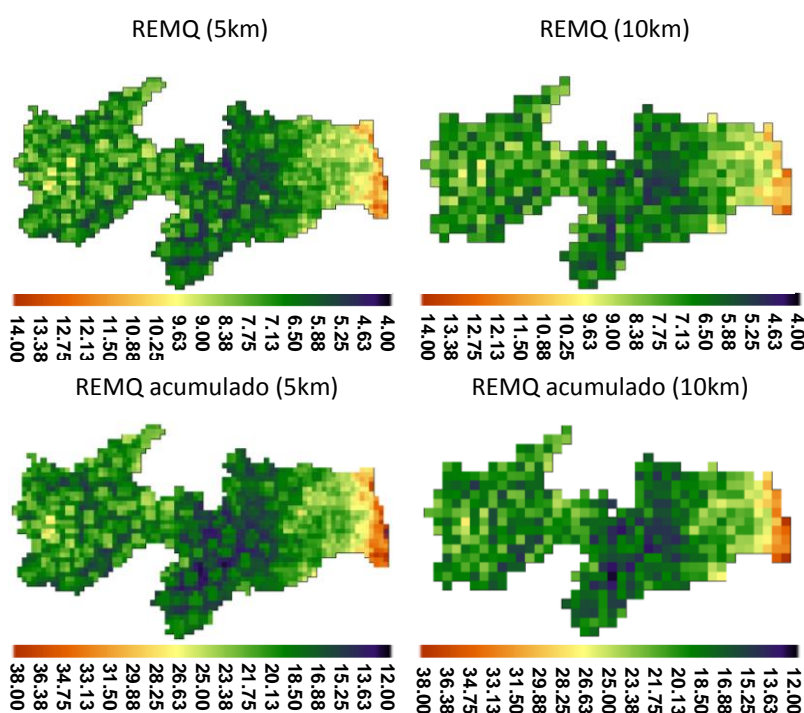 REMQ (5km)
REMQ (10km)
14.00 13.38 12.75 12.13 11.50 10.88 10.25 9.63 9.00 8.38 7.75 7.13 6.50 5.88 5.25 4.63 4.00
14.00 13.38 12.75 12.13 11.50 10.88 10.25 9.63 9.00 8.38 7.75 7.13 6.50 5.88 5.25 4.63 4.00
REMQ acumulado (5km)
REMQ acumulado (10km)
38.00 36.38 34.75 33.13 31.50 29.88 28.25 26.63 25.00 23.38 21.75 20.13 18.50 16.88 15.25 13.63 12.00
38.00 36.38 34.75 33.13 31.50 29.88 28.25 26.63 25.00 23.38 21.75 20.13 18.50 16.88 15.25 13.63 12.00